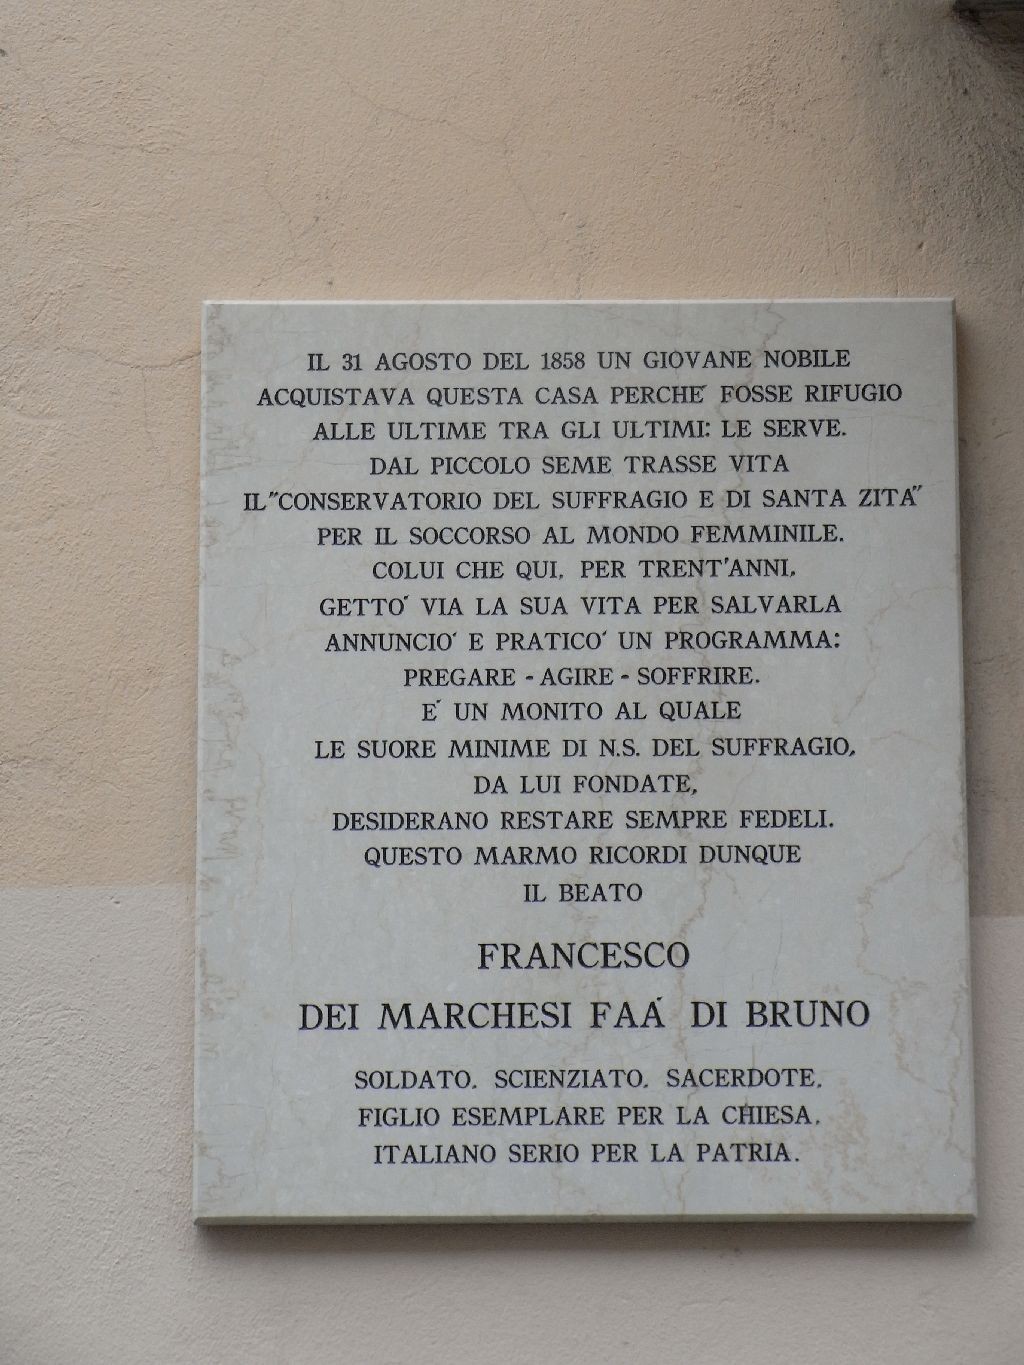 IL 31 AGOSTO DEL 1858 UN GIOVANE NOBILE
ACQUISTAVA QUESTA CASA PERCHE´ FOSSE RIFUGIO
ALLE ULTIME TRA GLI ULTIMI: LE SERVE.
DAL PICCOLO SEME TRASSE VITA
IL "CONSERVATORIO DEL SUFFRAGIO E DI SANTA ZITA"
PER IL SOCCORSO AL MONDO FEMMINILE.
COLUI CHE QUI, PER TRENT'ANNI,
GETTO´ VIA LA SUA VITA PER SALVARLA
ANNUNCIO´ E PRATICO´ UN PROGRAMMA:
PREGARE - AGIRE - SOFFRIRE.
E´ UN MONITO AL QUALE
LE SUORE MINIME DI N.S. DEL SUFFRAGIO,
DA LUI FONDATE,
DESIDERANO RESTARE SEMPRE FEDELI.
QUESTO MARMO RICORDI DUNQUE
IL BEATO
FRANCESCO
DEI MARCHESI FAA´ DI BRUNO
SOLDATO, SCIENZIATO, SACERDOTE,
FIGLIO ESEMPLARE PER LA CHIESA,
ITALIANO SERIO PER LA PATRIA.